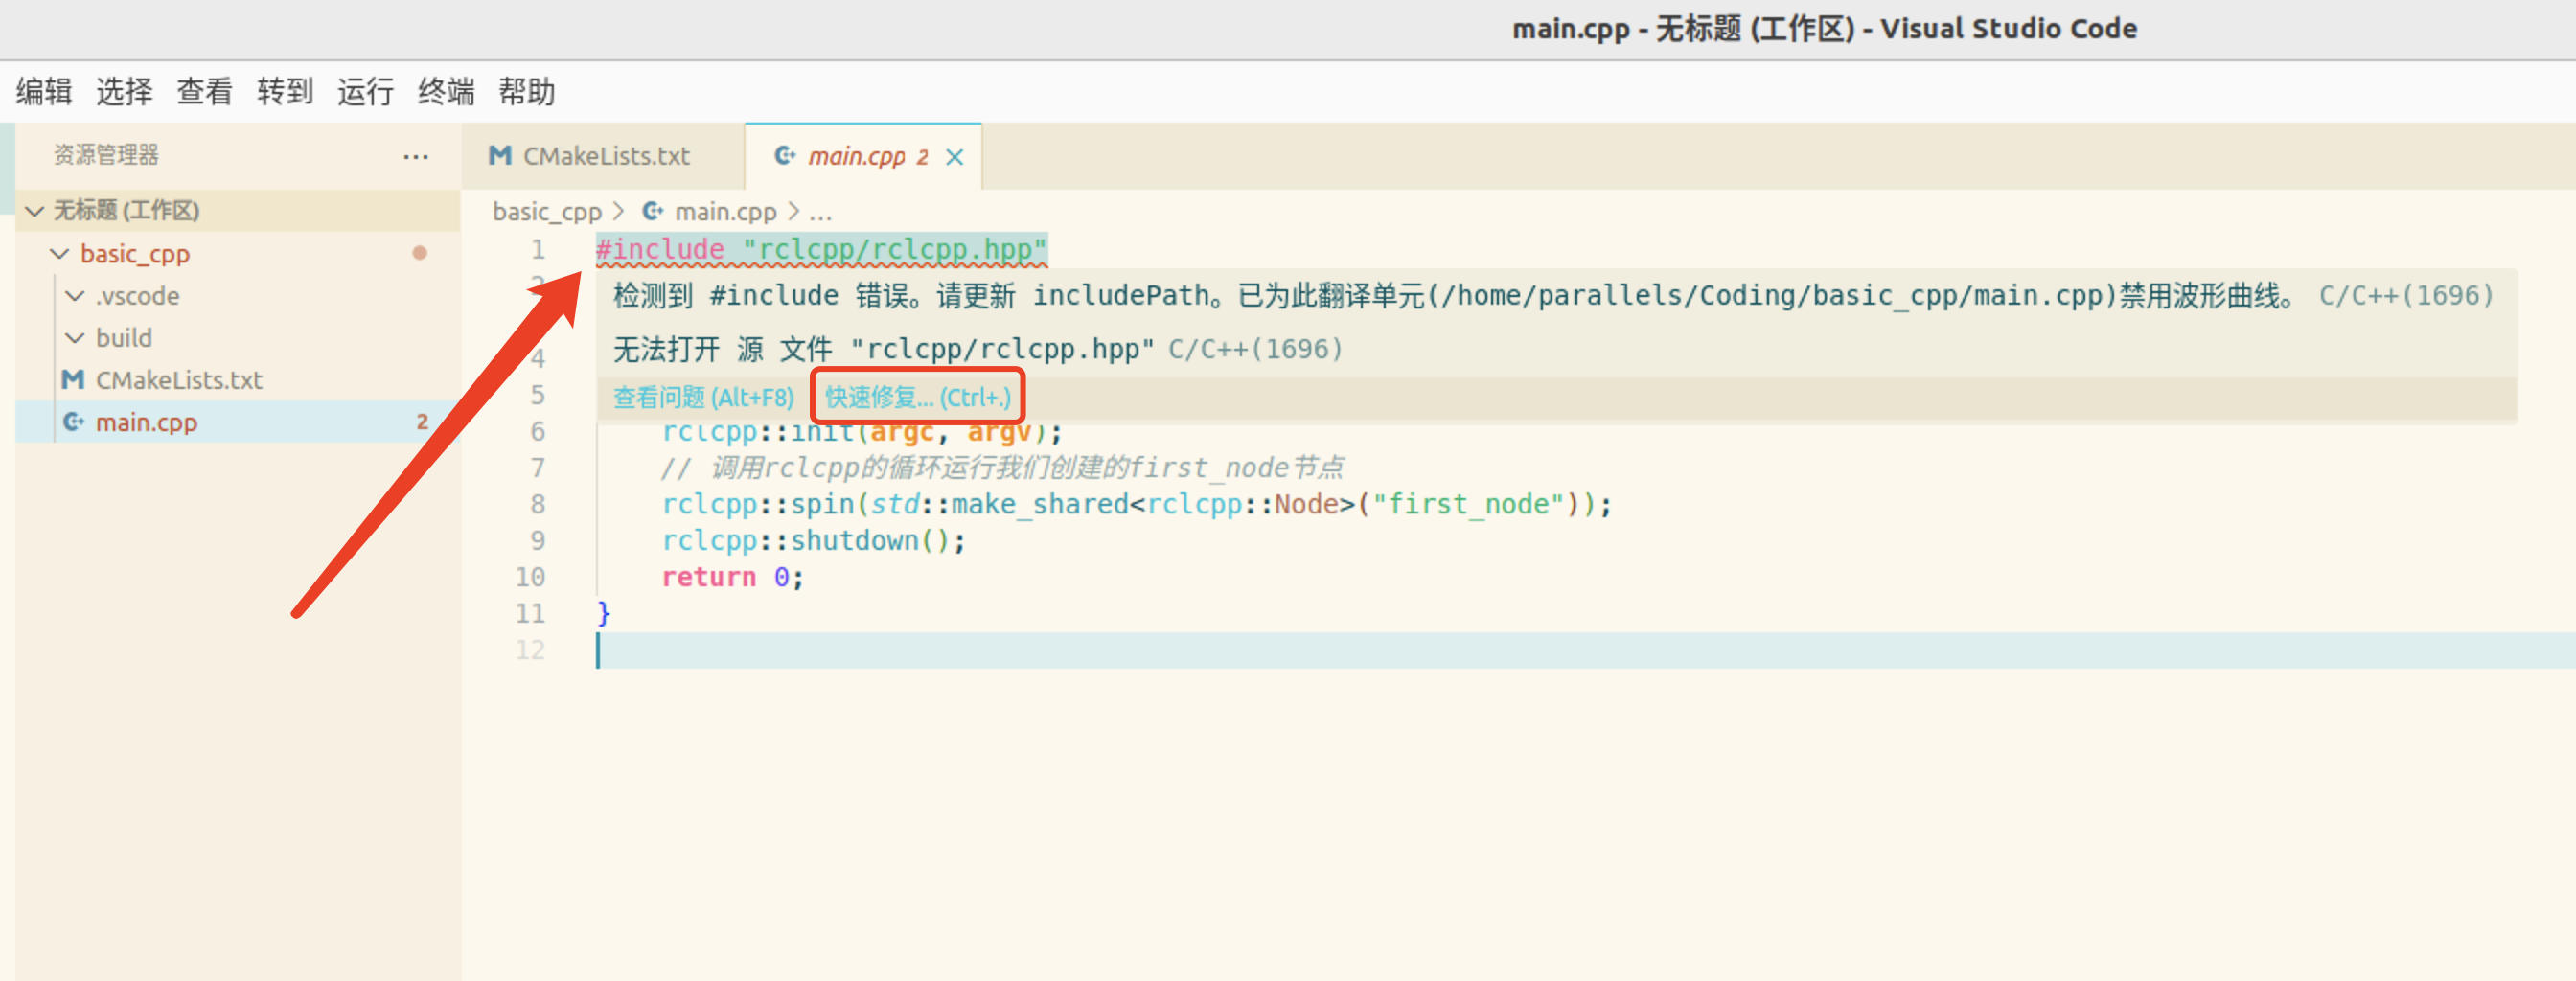 main.cpp - 无标题 (工作区) - Visual Studio Code
编辑 选择 查看 转到 运行 终端 帮助
资源管理器 ...
无标题 (工作区)
basic_cpp
.vscode
build
CMakeLists.txt
main.cpp 2
CMakeLists.txt main.cpp 2
basic_cpp > main.cpp > ...
1 #include "rclcpp/rclcpp.hpp"
检测到 #include 错误。请更新 includePath。已为此翻译单元(/home/parallels/Coding/basic_cpp/main.cpp)禁用波形曲线。 C/C++(1696)
4 无法打开 源 文件 "rclcpp/rclcpp.hpp" C/C++(1696)
5 查看问题 (Alt+F8) 快速修复... (Ctrl+.)
6 rclcpp::init(argc, argv);
7 // 调用rclcpp的循环运行我们创建的first_node节点
8 rclcpp::spin(std::make_shared<rclcpp::Node>("first_node"));
9 rclcpp::shutdown();
10 return 0;
11 }
12